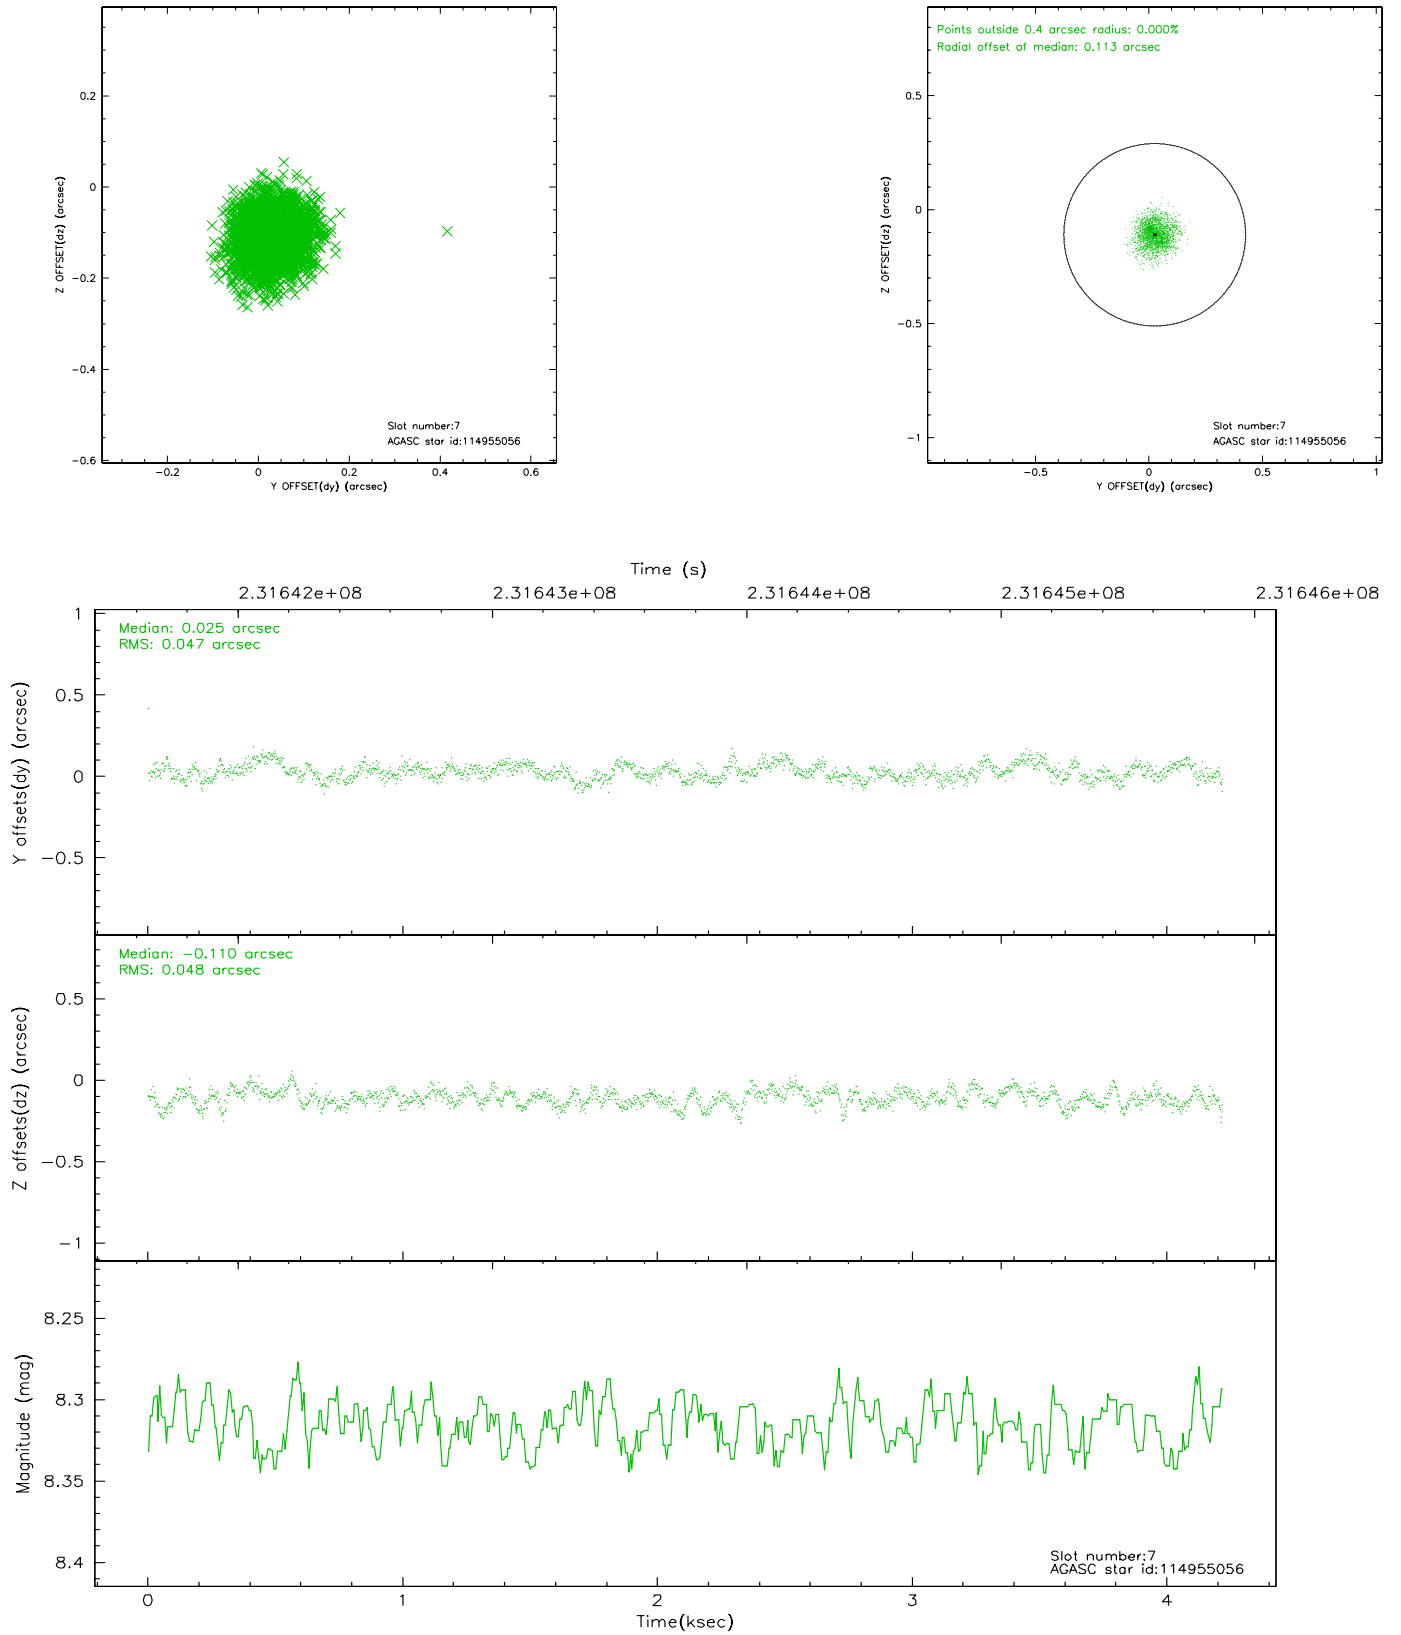 0.2
0
−0.2
−0.4
−0.6
Z OFFSET(dz) (arcsec)
Slot number:7
AGASC star id:114955056
−0.2 0 0.2 0.4 0.6
Y OFFSET(dy) (arcsec)
Points outside 0.4 arcsec radius: 0.000%
Radial offset of median: 0.113 arcsec
0.5
0
−0.5
−1
Z OFFSET(dz) (arcsec)
Slot number:7
AGASC star id:114955056
−0.5 0 0.5 1
Y OFFSET(dy) (arcsec)
Time (s)
2.31642e+08 2.31643e+08 2.31644e+08 2.31645e+08 2.31646e+08
Median: 0.025 arcsec
RMS: 0.047 arcsec
1
0.5
0
−0.5
Y offsets(dy) (arcsec)
Median: −0.110 arcsec
RMS: 0.048 arcsec
0.5
0
−0.5
−1
Z offsets(dz) (arcsec)
8.25
8.3
8.35
8.4
Magnitude (mag)
Slot number:7
AGASC star id:114955056
0 1 2 3 4
Time(ksec)